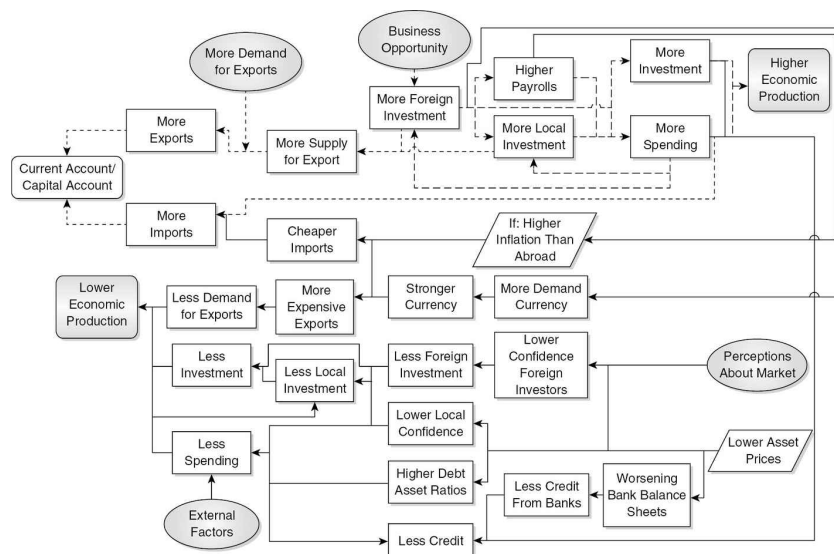 Business
Opportunity
More Demand
for Exports
More
Investment
Higher
Economic
Production
Higher
Payrolls
More Foreign
Investment
More
Exports
More Supply
for Export
More Local
Investment
More
Spending
Current Account/
Capital Account
More
Imports
Cheaper
Imports
If: Higher
Inflation Than
Abroad
Lower
Economic
Production
Less Demand
for Exports
More
Expensive
Exports
Stronger
Currency
More Demand
Currency
Less
Investment
Less Local
Investment
Less Foreign
Investment
Lower
Confidence
Foreign
Investors
Perceptions
About Market
Lower Local
Confidence
Less
Spending
Lower Asset
Prices
Higher Debt
Asset Ratios
Less Credit
From Banks
Worsening
Bank Balance
Sheets
External
Factors
Less Credit